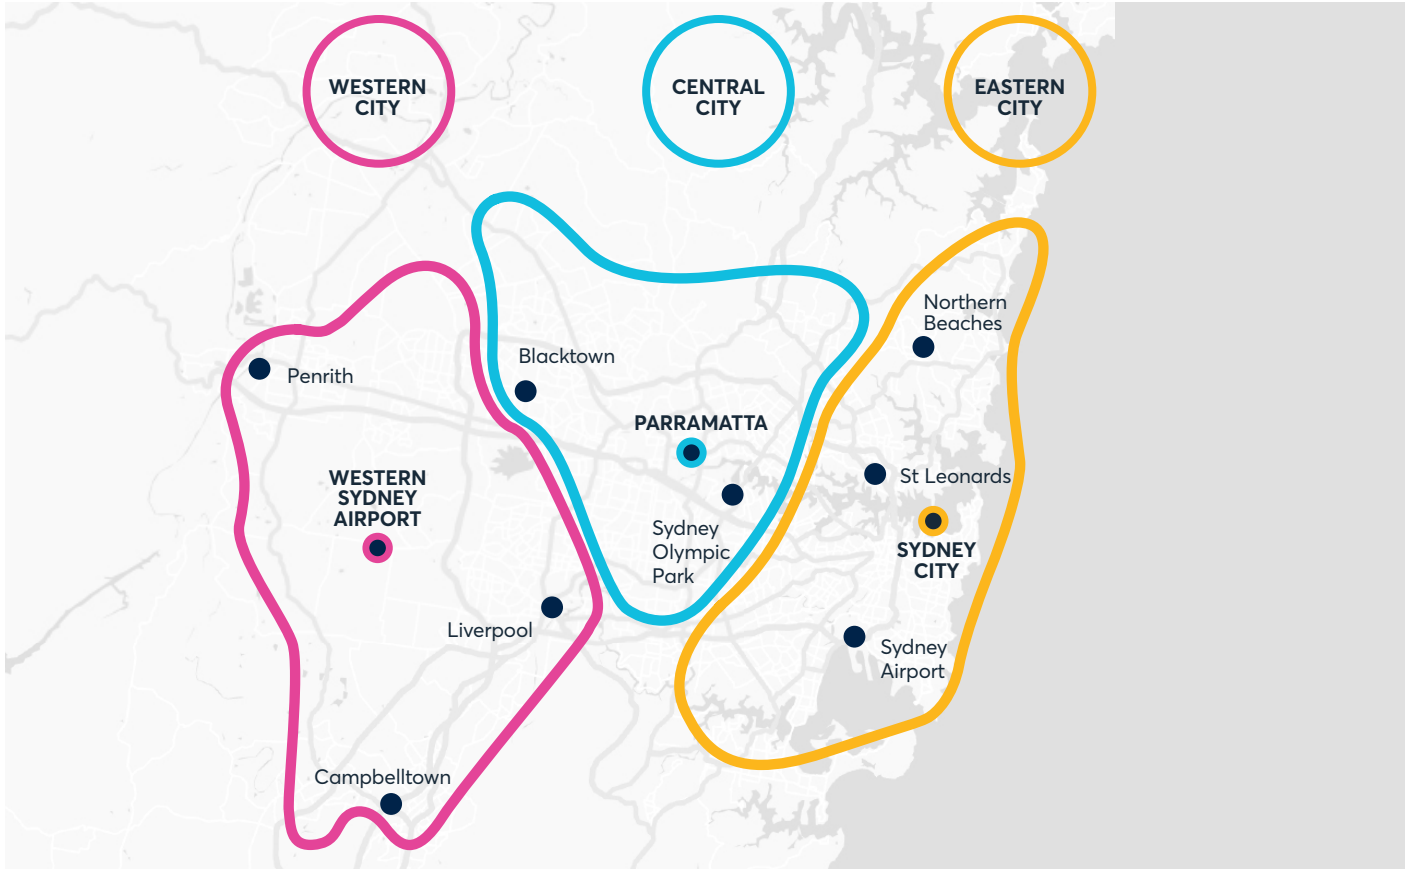 WESTERN
CITY
CENTRAL
CITY
EASTERN
CITY
Northern
Beaches
Blacktown
Penrith
PARRAMATTA
WESTERN
SYDNEY
AIRPORT
St Leonards
Sydney
Olympic
Park
SYDNEY
CITY
Liverpool
Sydney
Airport
Campbelltown